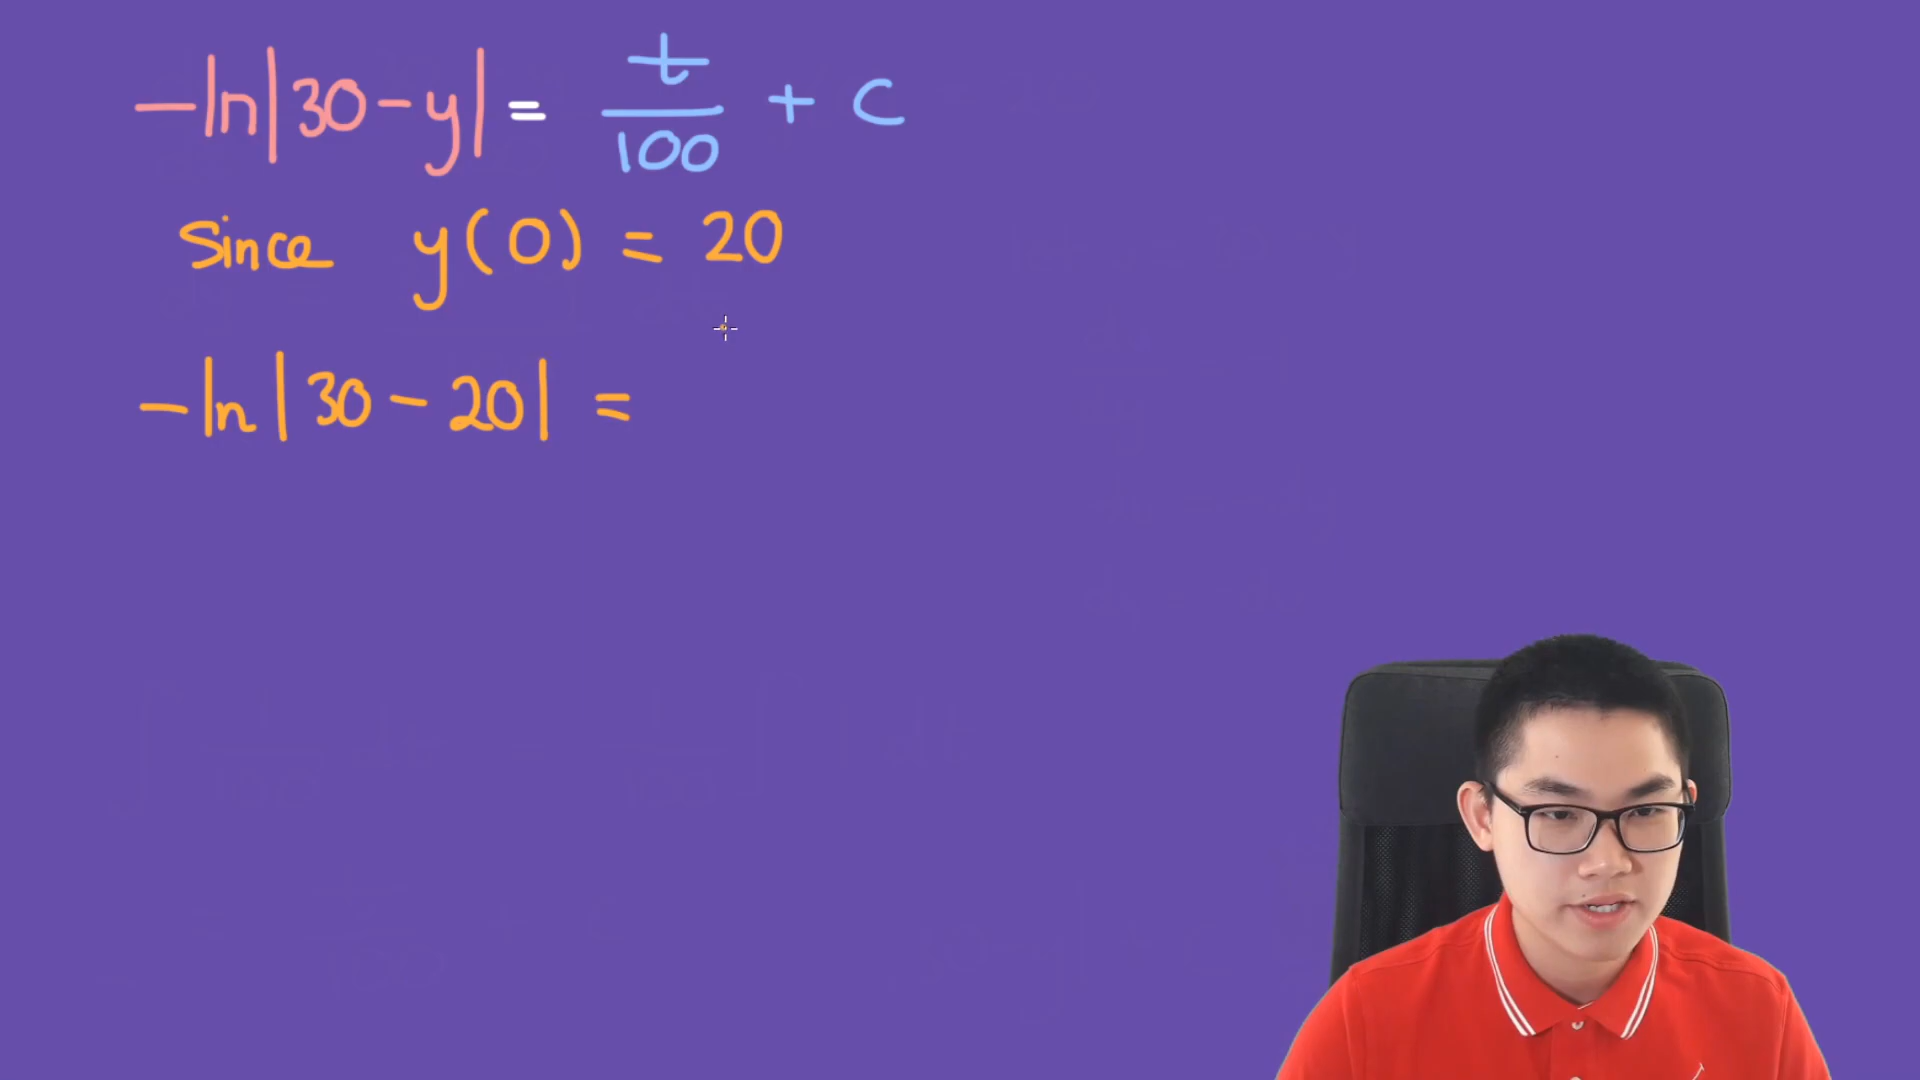 -ln|30-y| = t/100 + C
Since y(0) = 20
-ln|30-20| =